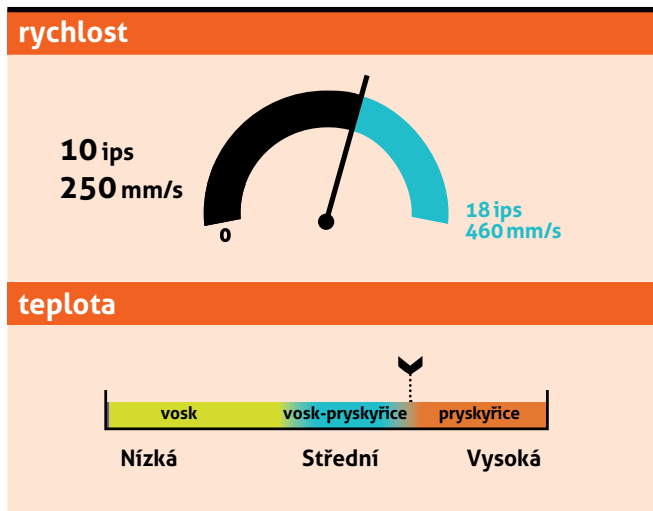 rychlost
10 ips
250 mm/s
0
18 ips
460 mm/s
teplota
vosk vosk-pryskyřice pryskyřice
Nízká Střední Vysoká